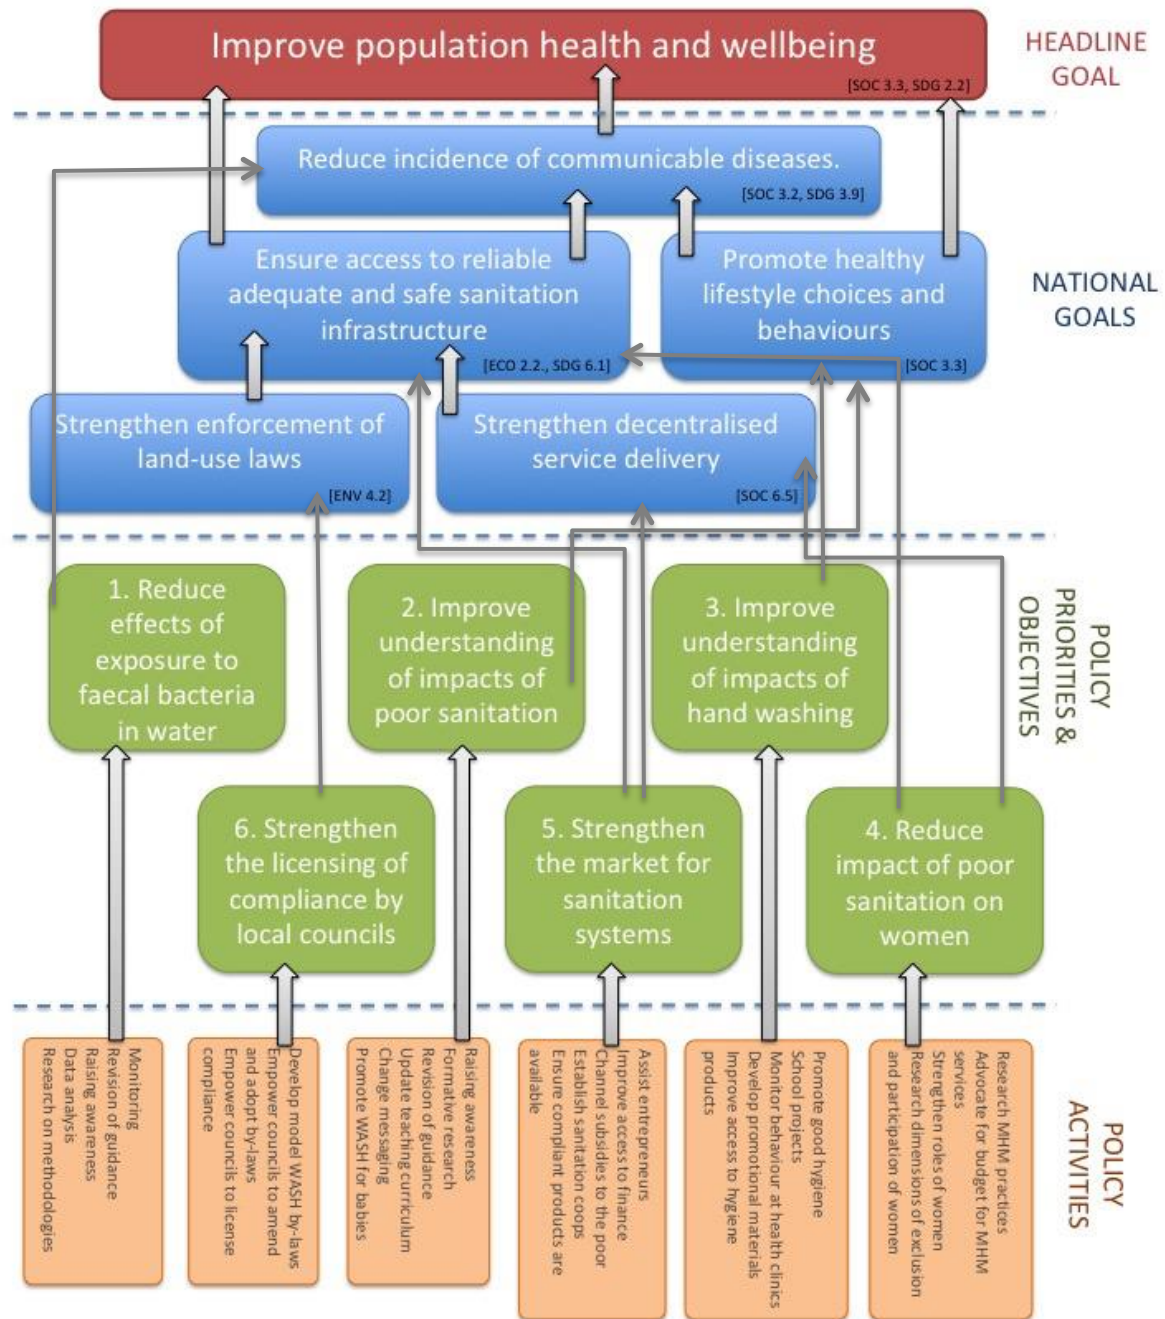 Improve population health and wellbeing
[SOC 3.3, SDG 2.2]
HEADLINE
GOAL
Reduce incidence of communicable diseases.
[SOC 3.2, SDG 3.9]
Ensure access to reliable
adequate and safe sanitation
infrastructure
[ECO 2.2., SDG 6.1]
Promote healthy
lifestyle choices and
behaviours
[SOC 3.3]
NATIONAL
GOALS
Strengthen enforcement of
land-use laws
[ENV 4.2]
Strengthen decentralised
service delivery
[SOC 6.5]
1. Reduce
effects of
exposure to
faecal bacteria
in water
2. Improve
understanding
of impacts of
poor sanitation
3. Improve
understanding
of impacts of
hand washing
POLICY
PRIORITIES &
OBJECTIVES
6. Strengthen
the licensing of
compliance by
local councils
5. Strengthen
the market for
sanitation
systems
4. Reduce
impact of poor
sanitation on
women
Monitoring
Revision of guidance
Raising awareness
Data analysis
Research on methodologies
Develop model WASH by-laws
Empower councils to amend
and adopt by-laws
Empower councils to license
compliance
Raising awareness
Formative research
Revision of guidance
Update teaching curriculum
Change messaging
Promote WASH for babies
Assist entrepreneurs
Improve access to finance
Channel subsidies to the poor
Establish sanitation coops
Ensure compliant products are
available
Promote good hygiene
School projects
Monitor behaviour at health clinics
Develop promotional materials
Improve access to hygiene
products
Research MHM practices
Advocate for budget for MHM
services
Strengthen roles of women
Research dimensions of exclusion
and participation of women
POLICY
ACTIVITIES